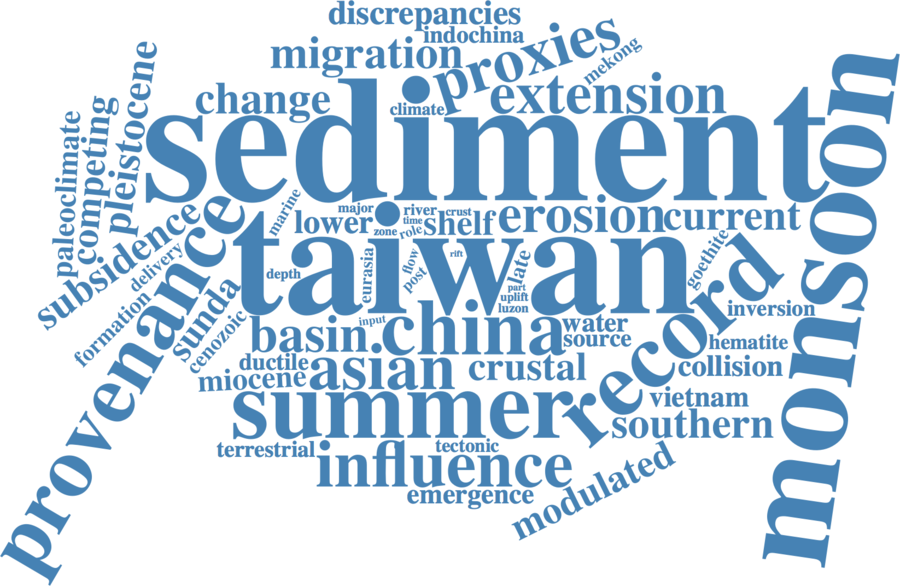 discrepancies
indochina
migration
proxies
mekong
change
climate
extension
pleistocene
competing
paleoclimate
sediment
monsoon
marine
major
river
crust
lower
time
shelf
erosion
current
zone
role
subsidence
provenance
delivery
taiwan
depth
eurasia
flow
post
rift
late
goethite
part
uplift
luzon
formation
sunda
cenozoic
record
inversion
basin
input
china
water
source
hematite
ductile
miocene
asian
crustal
collision
summer
vietnam
southern
terrestrial
tectonic
influence
emergence
modulated